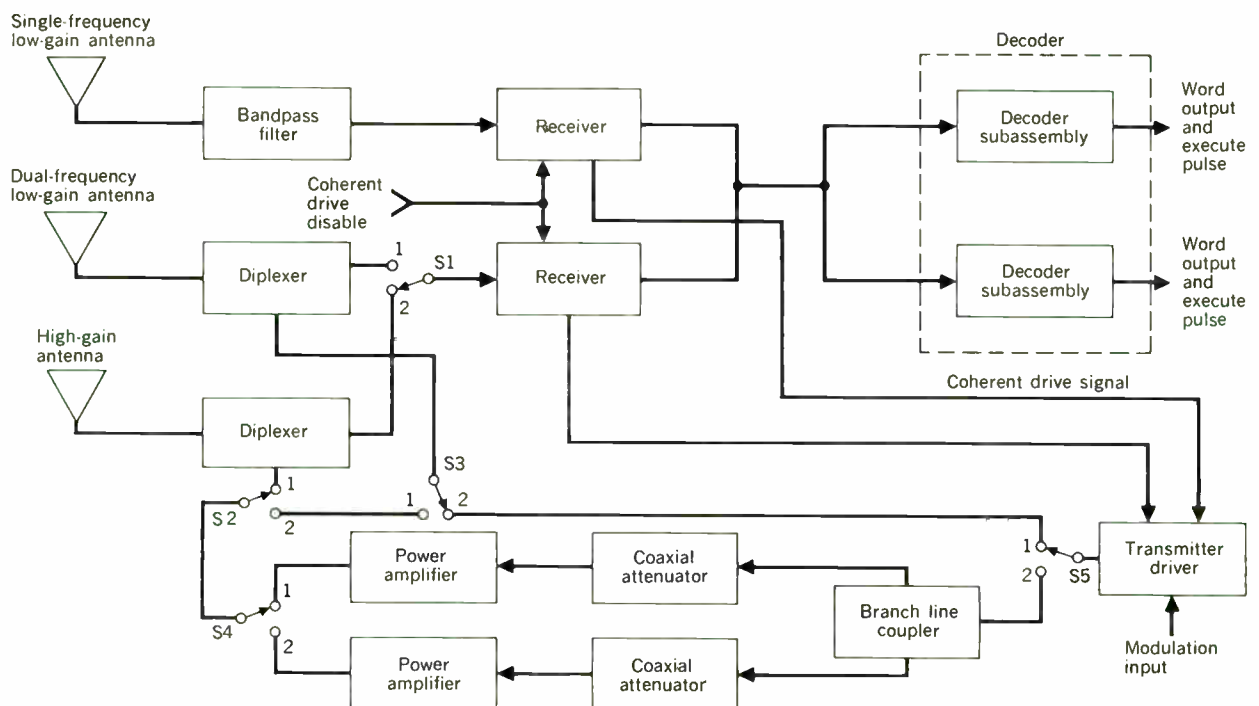 Single-frequency
low-gain antenna
Bandpass
filter
Receiver
Decoder
Decoder
subassembly
Word
output
and
execute
pulse
Dual-frequency
low-gain antenna
Coherent
drive
disable
Diplexer
1
S1
2
Receiver
Decoder
subassembly
Word
output
and
execute
pulse
High-gain
antenna
Diplexer
Coherent drive signal
S3
1
S2
2
1
2
Power
amplifier
Coaxial
attenuator
1
2
S5
Transmitter
driver
Branch line
coupler
1
S4
2
Power
amplifier
Coaxial
attenuator
Modulation
input